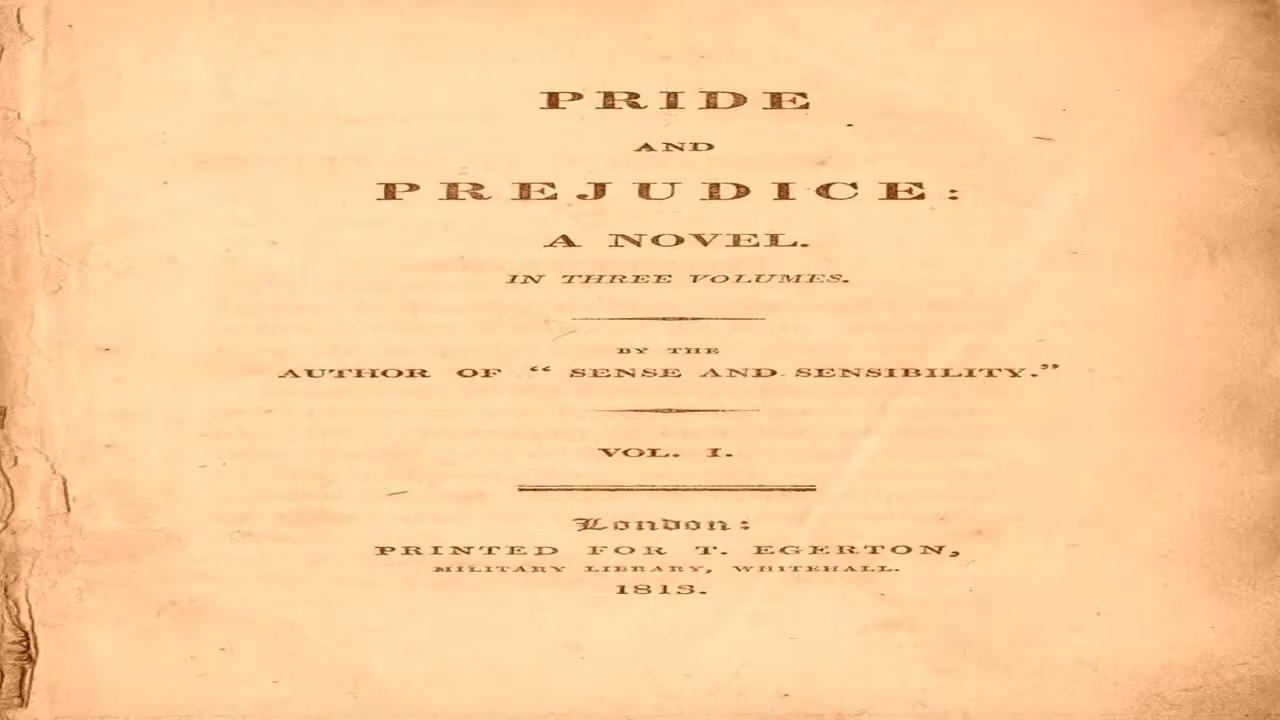 PRIDE
AND
PREJUDICE:
A NOVEL.
IN THREE VOLUMES.
BY THE
AUTHOR OF “ SENSE AND SENSIBILITY.”
VOL. I.
London:
PRINTED FOR T. EGERTON,
MILITARY LIBRARY, WHITEHALL.
1813.